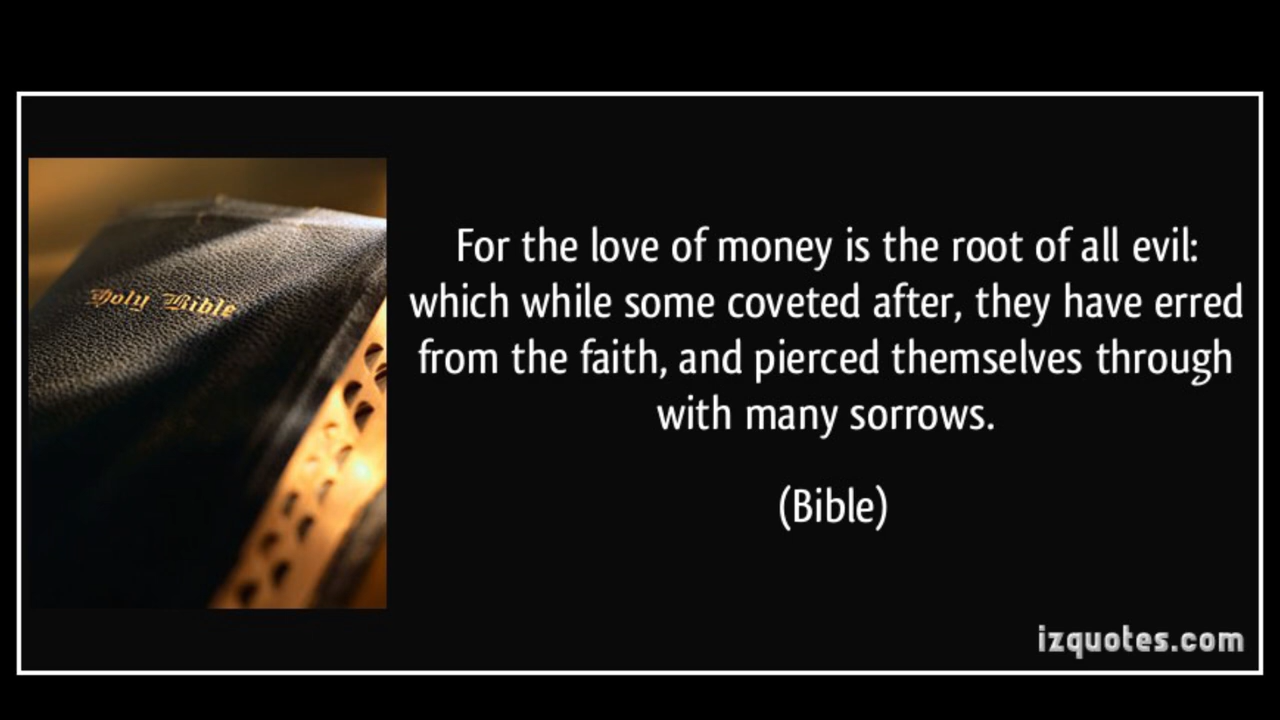 Holy Bible
For the love of money is the root of all evil:
which while some coveted after, they have erred
from the faith, and pierced themselves through
with many sorrows.
(Bible)
izquotes.com